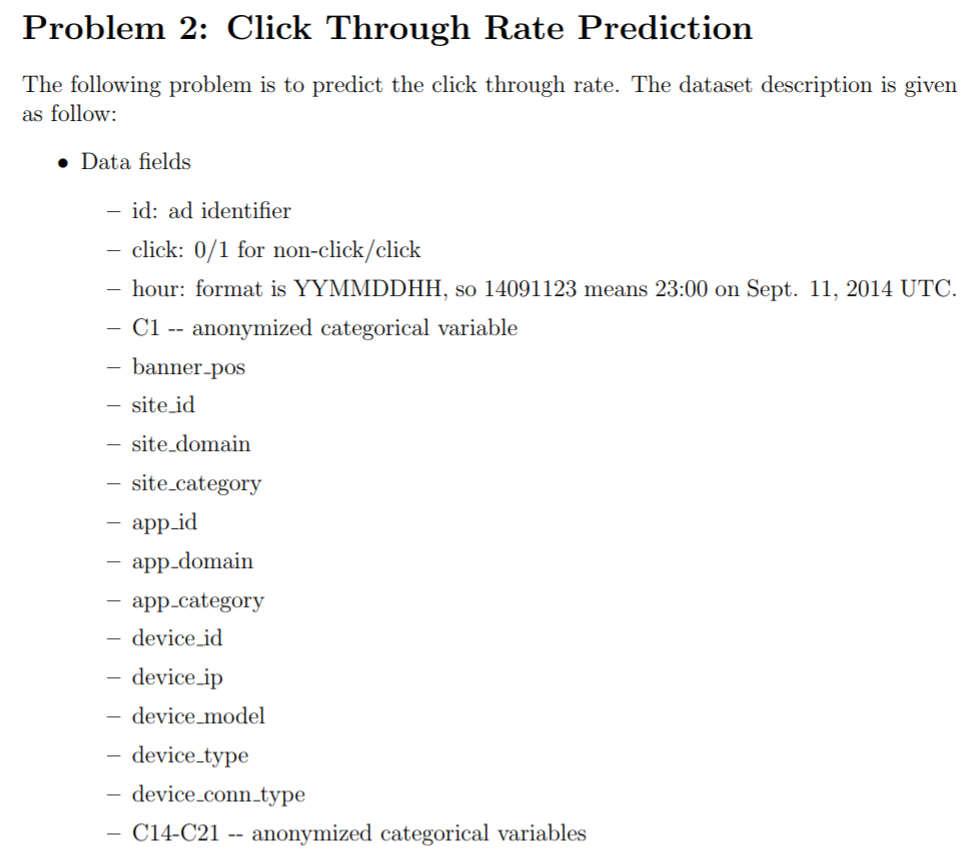 Problem 2: Click Through Rate Prediction
The following problem is to predict the click through rate. The dataset description is given
as follow:
• Data fields
– id: ad identifier
– click: 0/1 for non-click/click
– hour: format is YYMMDDHH, so 14091123 means 23:00 on Sept. 11, 2014 UTC.
– C1 -- anonymized categorical variable
– banner_pos
– site_id
– site_domain
– site_category
– app_id
– app_domain
– app_category
– device_id
– device_ip
– device_model
– device_type
– device_conn_type
– C14-C21 -- anonymized categorical variables